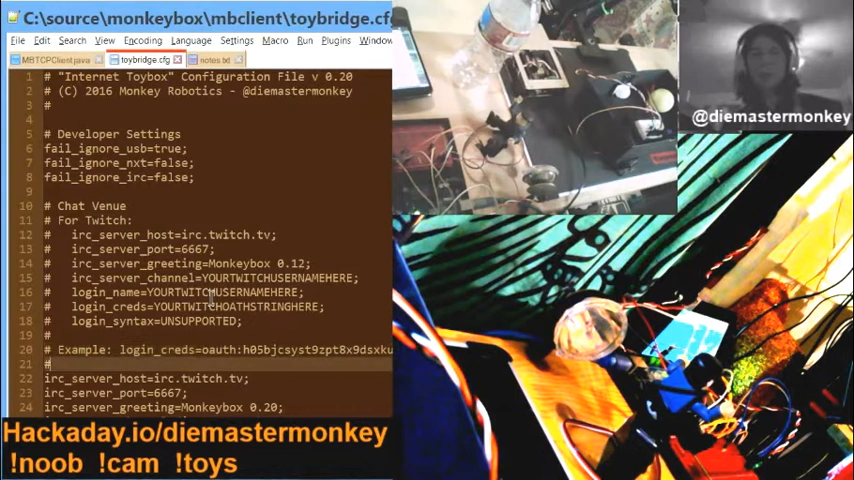 C:\source\monkeybox\mbclient\toybridge.cf
File Edit Search View Encoding Language Settings Macro Run Plugins Window
MBTCPClient.java toybridge.cfg notes.txt
1 # "Internet Toybox" Configuration File v 0.20
2 # (C) 2016 Monkey Robotics - @diemastermonkey
3 #
4
5 # Developer Settings
6 fail_ignore_usb=true;
7 fail_ignore_nxt=false;
8 fail_ignore_irc=false;
9
10 # Chat Venue
11 # For Twitch:
12 # irc_server_host=irc.twitch.tv;
13 # irc_server_port=6667;
14 # irc_server_greeting=Monkeybox 0.12;
15 # irc_server_channel=YOURTWITCHUSERNAMEHERE;
16 # login_name=YOURTWITCHUSERNAMEHERE;
17 # login_creds=YOURTWITCHOATHSTRINGHERE;
18 # login_syntax=UNSUPPORTED;
19 #
20 # Example: login_creds=oauth:h05bjcsyst9zpt8x9dsxku
21 #
22 irc_server_host=irc.twitch.tv;
23 irc_server_port=6667;
24 irc_server_greeting=Monkeybox 0.20;
Hackaday.io/diemastermonkey
!noob !cam !toys
@diemastermonkey